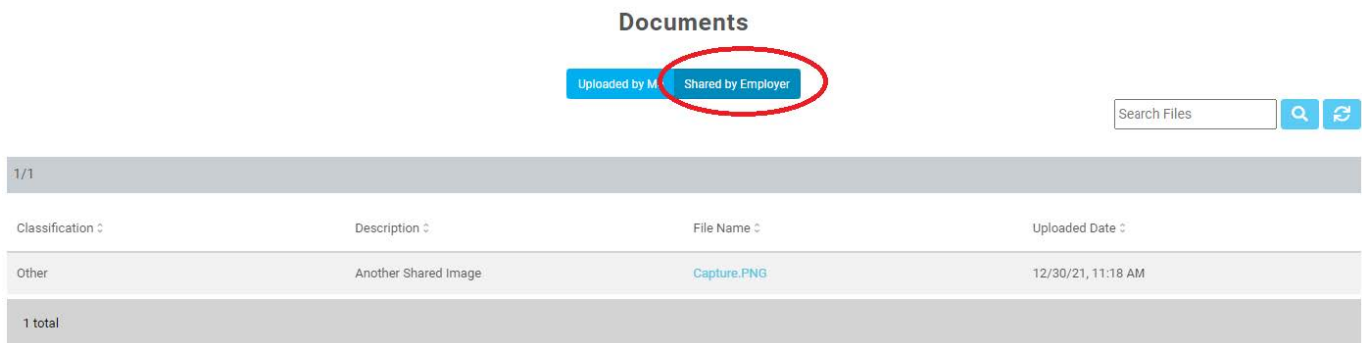 Documents
Uploaded by M Shared by Employer
Search Files
1/1
Classification Description File Name Uploaded Date
Other Another Shared Image Capture.PNG 12/30/21, 11:18 AM
1 total